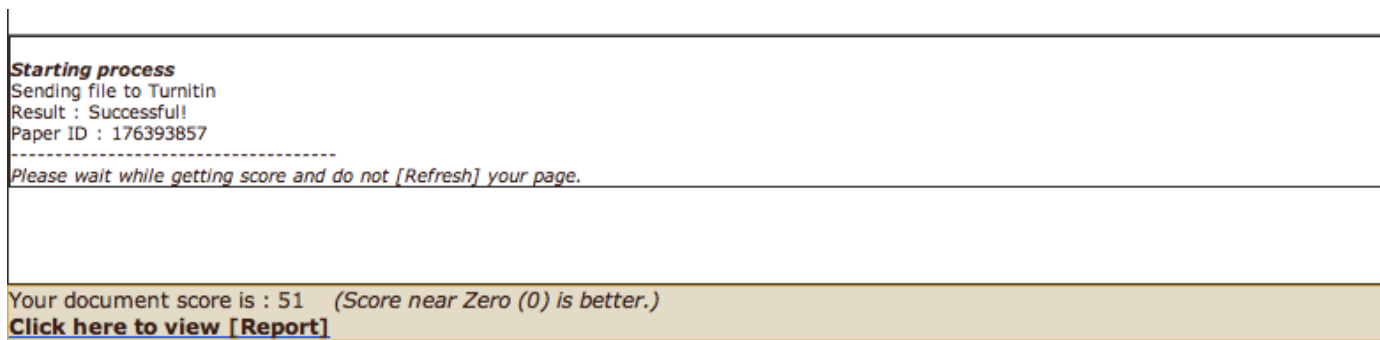 Starting process
Sending file to Turnitin
Result : Successful!
Paper ID : 176393857
-------------------------------------
Please wait while getting score and do not [Refresh] your page.
Your document score is : 51 (Score near Zero (0) is better.)
Click here to view [Report]